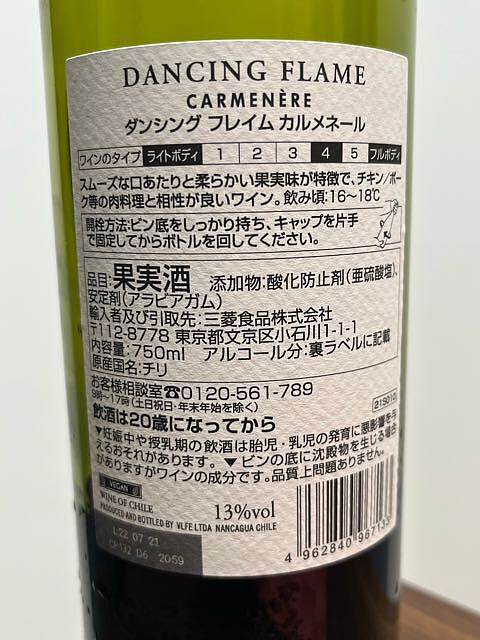 DANCING FLAME
CARMENÈRE
ダンシング フレイム カルメネール
ワインのタイプ ライトボディ 1 2 3 4 5 フルボディ
スムーズな口あたりと柔らかい果実味が特徴で、チキン/ポー
ク等の肉料理と相性が良いワイン。飲み頃:16~18℃
開栓方法:ビン底をしっかり持ち、キャップを片手
で固定してからボトルを回してください。
品目:果実酒 添加物:酸化防止剤(亜硫酸塩)、
安定剤(アラビアガム)
輸入者及び引取先:三菱食品株式会社
〒112-8778 東京都文京区小石川1-1-1
内容量:750ml アルコール分:裏ラベルに記載
原産国名:チリ
お客様相談室☎0120-561-789
9時~17時(土日祝日・年末年始を除く)
飲酒は20歳になってから
▼妊娠中や授乳期の飲酒は胎児・乳児の発育に悪影響を与
えるおそれがあります。▼ビンの底に沈殿物を生じる場合
がありますがワインの成分です。品質上問題ありません。
VEGAN
WINE OF CHILE
PRODUCED AND BOTTLED BY VLFE LTDA NANCAGUA CHILE
13%vol
L:22 07 21
CP132 D6 2059
4 962840 987133